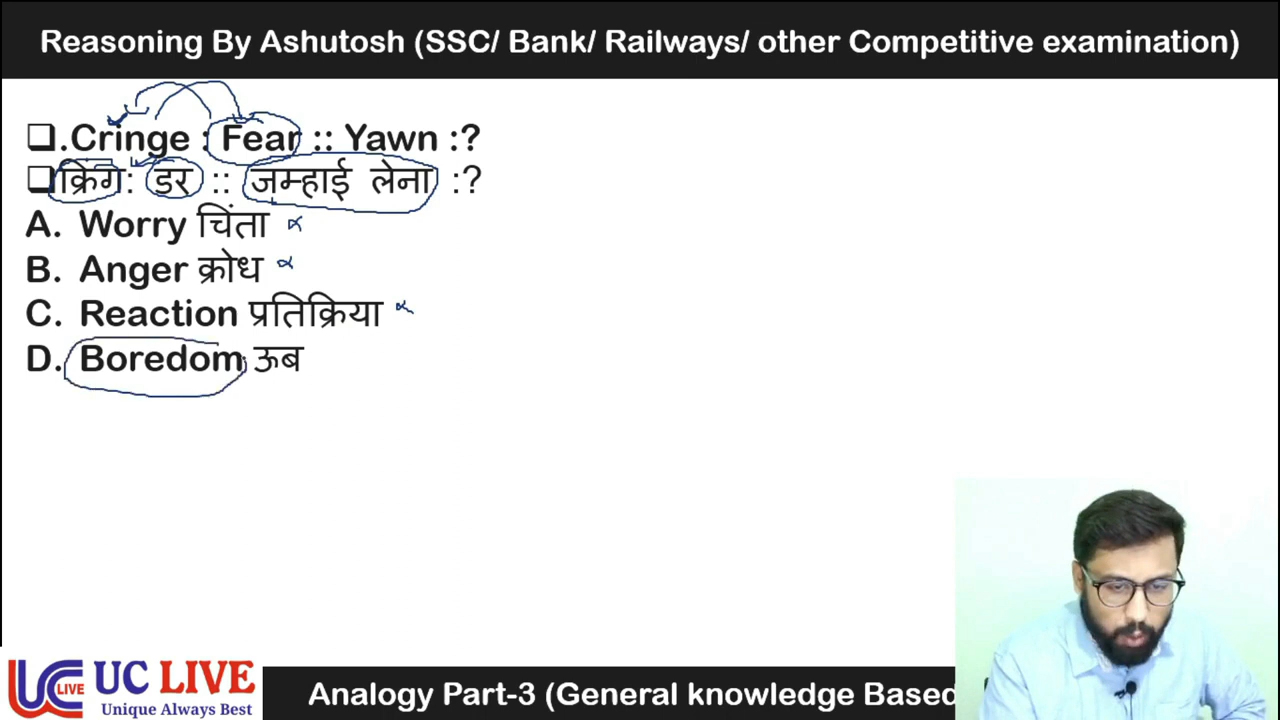 Reasoning By Ashutosh (SSC/ Bank/ Railways/ other Competitive examination)
❑.Cringe : Fear :: Yawn :?
❑क्रिंग: डर :: जम्हाई लेना :?
A. Worry चिंता
B. Anger क्रोध
C. Reaction प्रतिक्रिया
D. Boredom ऊब
UC LIVE
LIVE
Unique Always Best
Analogy Part-3 (General knowledge Based